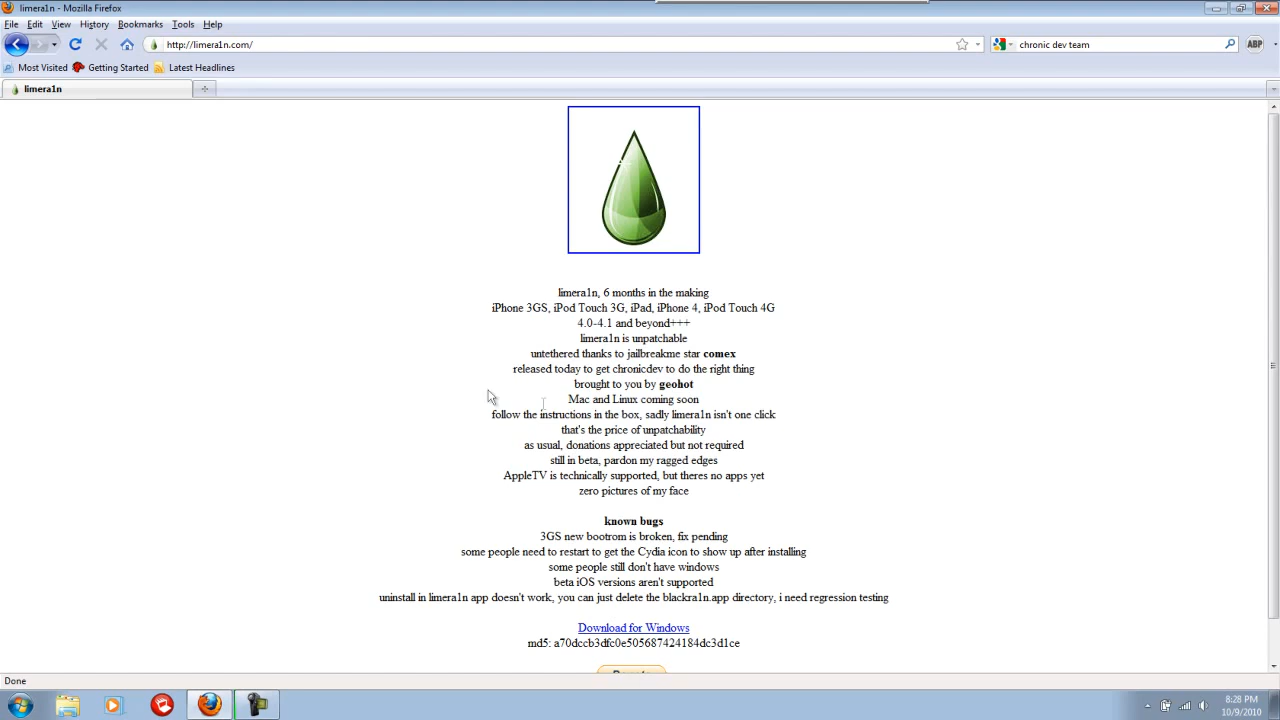 limera1n - Mozilla Firefox
File Edit View History Bookmarks Tools Help
http://limera1n.com/
chronic dev team
ABP
Most Visited Getting Started Latest Headlines
limera1n
limera1n, 6 months in the making
iPhone 3GS, iPod Touch 3G, iPad, iPhone 4, iPod Touch 4G
4.0-4.1 and beyond+++
limera1n is unpatchable
untethered thanks to jailbreakme star comex
released today to get chronicdev to do the right thing
brought to you by geohot
Mac and Linux coming soon
follow the instructions in the box, sadly limera1n isn't one click
that's the price of unpatchability
as usual, donations appreciated but not required
still in beta, pardon my ragged edges
AppleTV is technically supported, but theres no apps yet
zero pictures of my face
known bugs
3GS new bootrom is broken, fix pending
some people need to restart to get the Cydia icon to show up after installing
some people still don't have windows
beta iOS versions aren't supported
uninstall in limera1n app doesn't work, you can just delete the blackra1n.app directory, i need regression testing
Download for Windows
md5: a70dccb3dfc0e505687424184dc3d1ce
Done
8:28 PM
10/9/2010